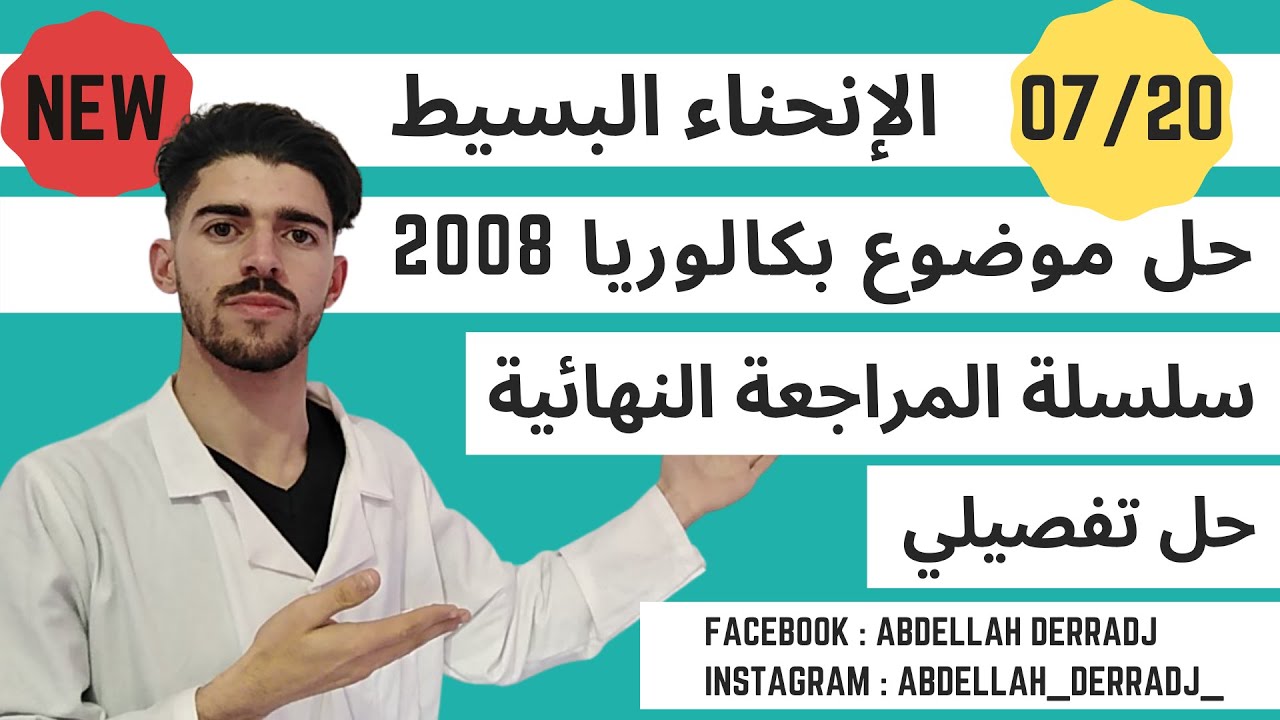 NEW
الإنحناء البسيط
07/20
حل موضوع بكالوريا 2008
سلسلة المراجعة النهائية
حل تفصيلي
FACEBOOK : ABDELLAH DERRADJ
INSTAGRAM : ABDELLAH_DERRADJ_